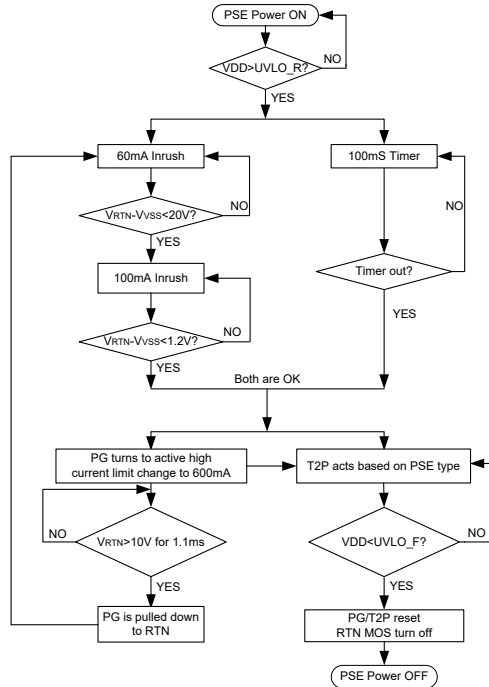 PSE Power ON
NO
VDD>UVLO_R?
YES
60mA Inrush
100mS Timer
NO
NO
VRTN-VVSS<20V?
YES
100mA Inrush
Timer out?
NO
YES
VRTN-VVSS<1.2V?
YES
Both are OK
PG turns to active high
current limit change to 600mA
T2P acts based on PSE type
NO
VRTN>10V for 1.1ms
VDD<UVLO_F?
NO
YES
YES
PG is pulled down
to RTN
PG/T2P reset
RTN MOS turn off
PSE Power OFF